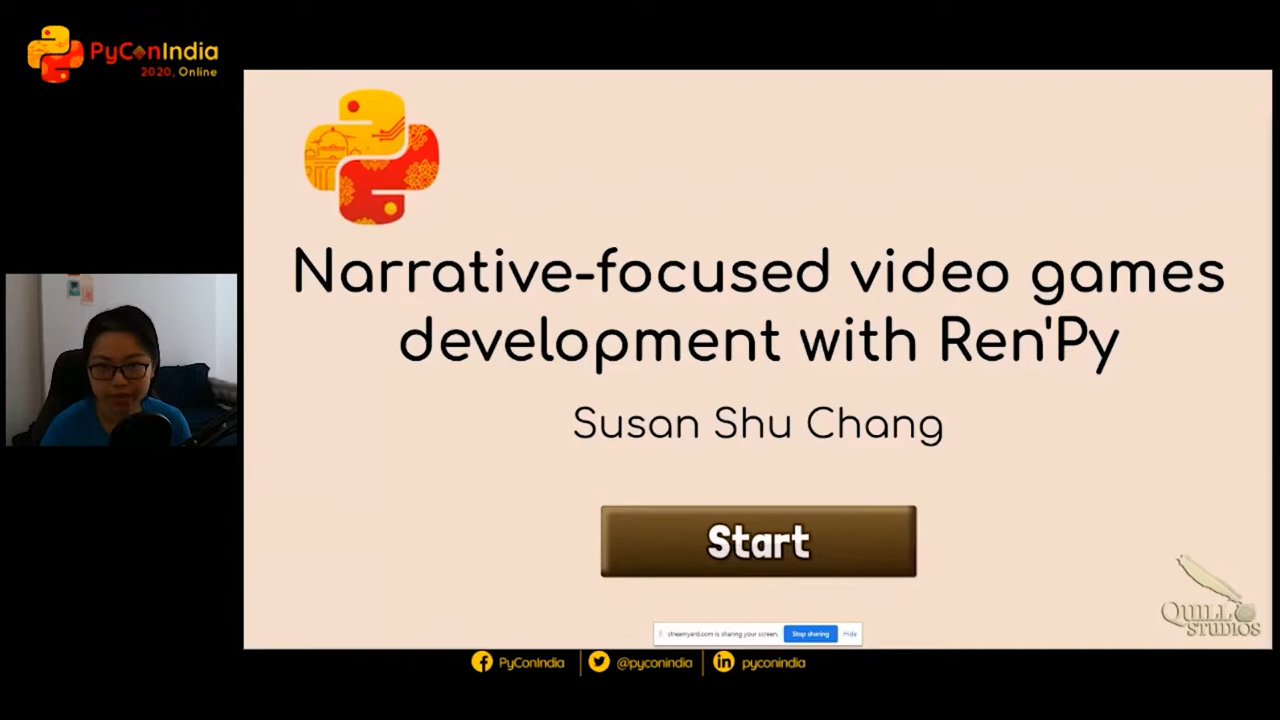 PyConIndia
2020, Online
Narrative-focused video games
development with Ren'Py
Susan Shu Chang
Start
QUILL
STUDIOS
streamyard.com is sharing your screen.
Stop sharing
Hide
PyConIndia
@pyconindia
pyconindia